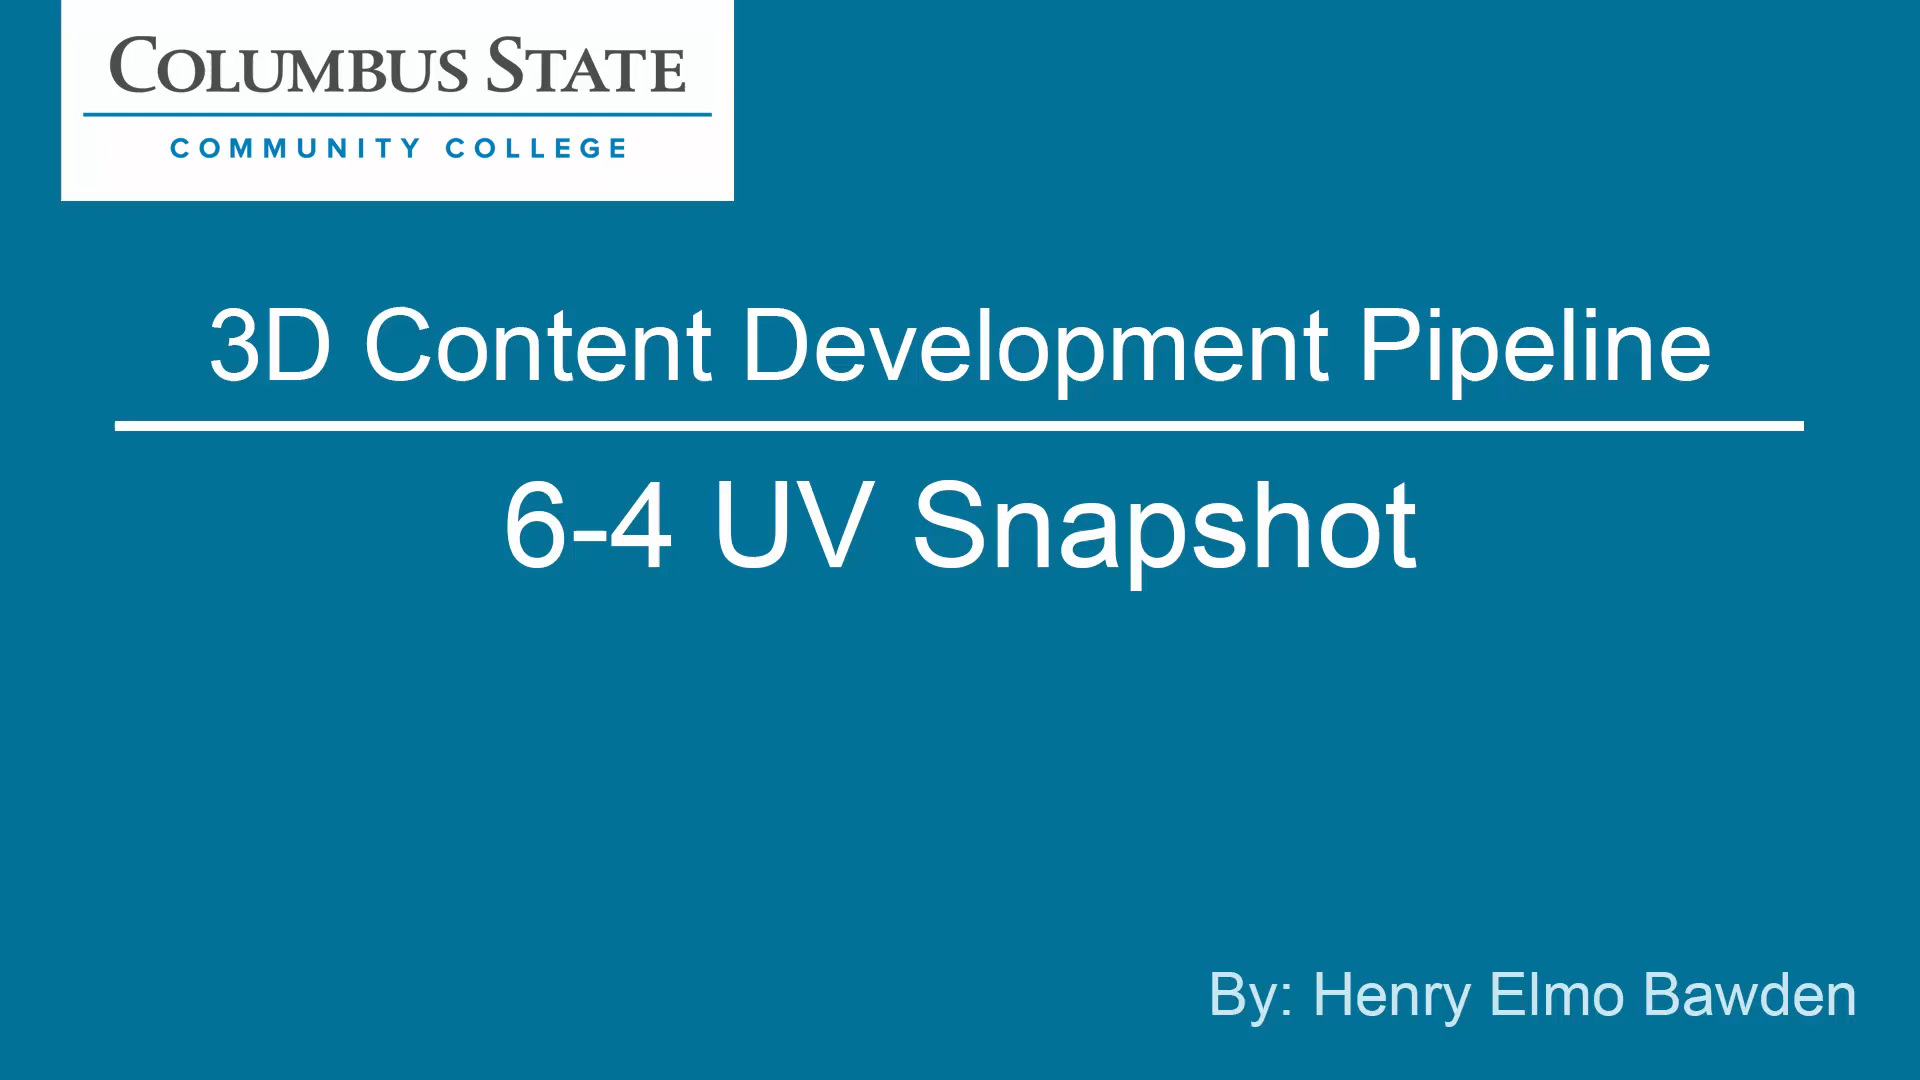 COLUMBUS STATE
COMMUNITY COLLEGE
3D Content Development Pipeline
6-4 UV Snapshot
By: Henry Elmo Bawden